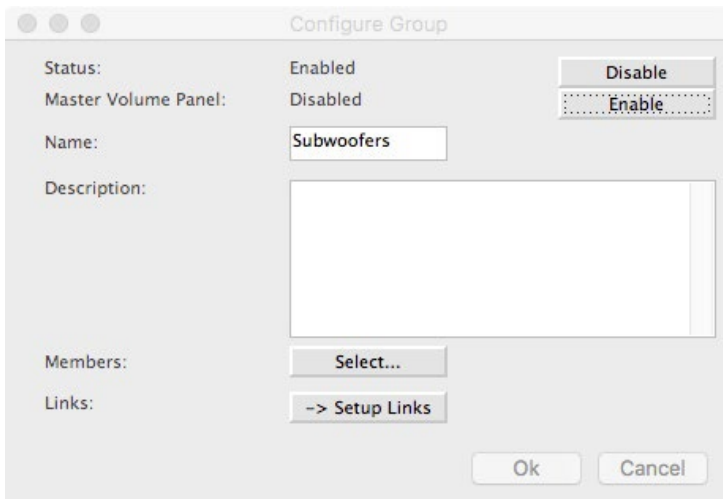 Configure Group
Status: Enabled Disable
Master Volume Panel: Disabled Enable
Name: Subwoofers
Description:
Members: Select...
Links: -> Setup Links
Ok Cancel